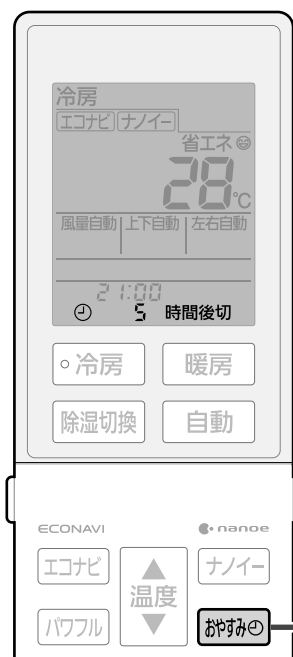 冷房
エコナビ ナノイー
省エネ
28℃
風量自動 上下自動 左右自動
21:00
5 時間後切
冷房 暖房
除湿切換 自動
ECONAVI nanoe
エコナビ ▲ ナノイー
温度
パワフル ▼ おやすみ